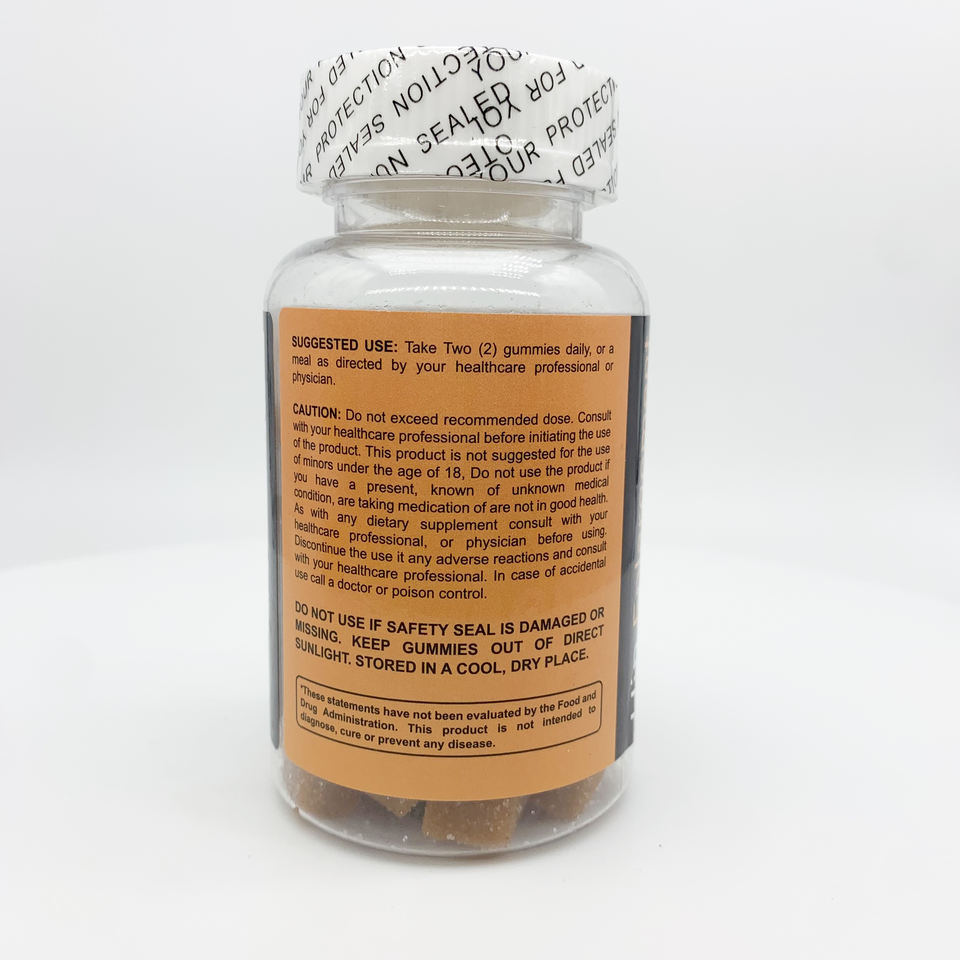 SEALED FOR YOUR PROTECTION
SUGGESTED USE: Take Two (2) gummies daily, or a
meal as directed by your healthcare professional or
physician.
CAUTION: Do not exceed recommended dose. Consult
with your healthcare professional before initiating the use
of the product. This product is not suggested for the use
of minors under the age of 18, Do not use the product if
you have a present, known of unknown medical
condition, are taking medication of are not in good health.
As with any dietary supplement consult with your
healthcare professional, or physician before using.
Discontinue the use it any adverse reactions and consult
with your healthcare professional. In case of accidental
use call a doctor or poison control.
DO NOT USE IF SAFETY SEAL IS DAMAGED OR
MISSING. KEEP GUMMIES OUT OF DIRECT
SUNLIGHT. STORED IN A COOL, DRY PLACE.
*These statements have not been evaluated by the Food and
Drug Administration. This product is not intended to
diagnose, cure or prevent any disease.